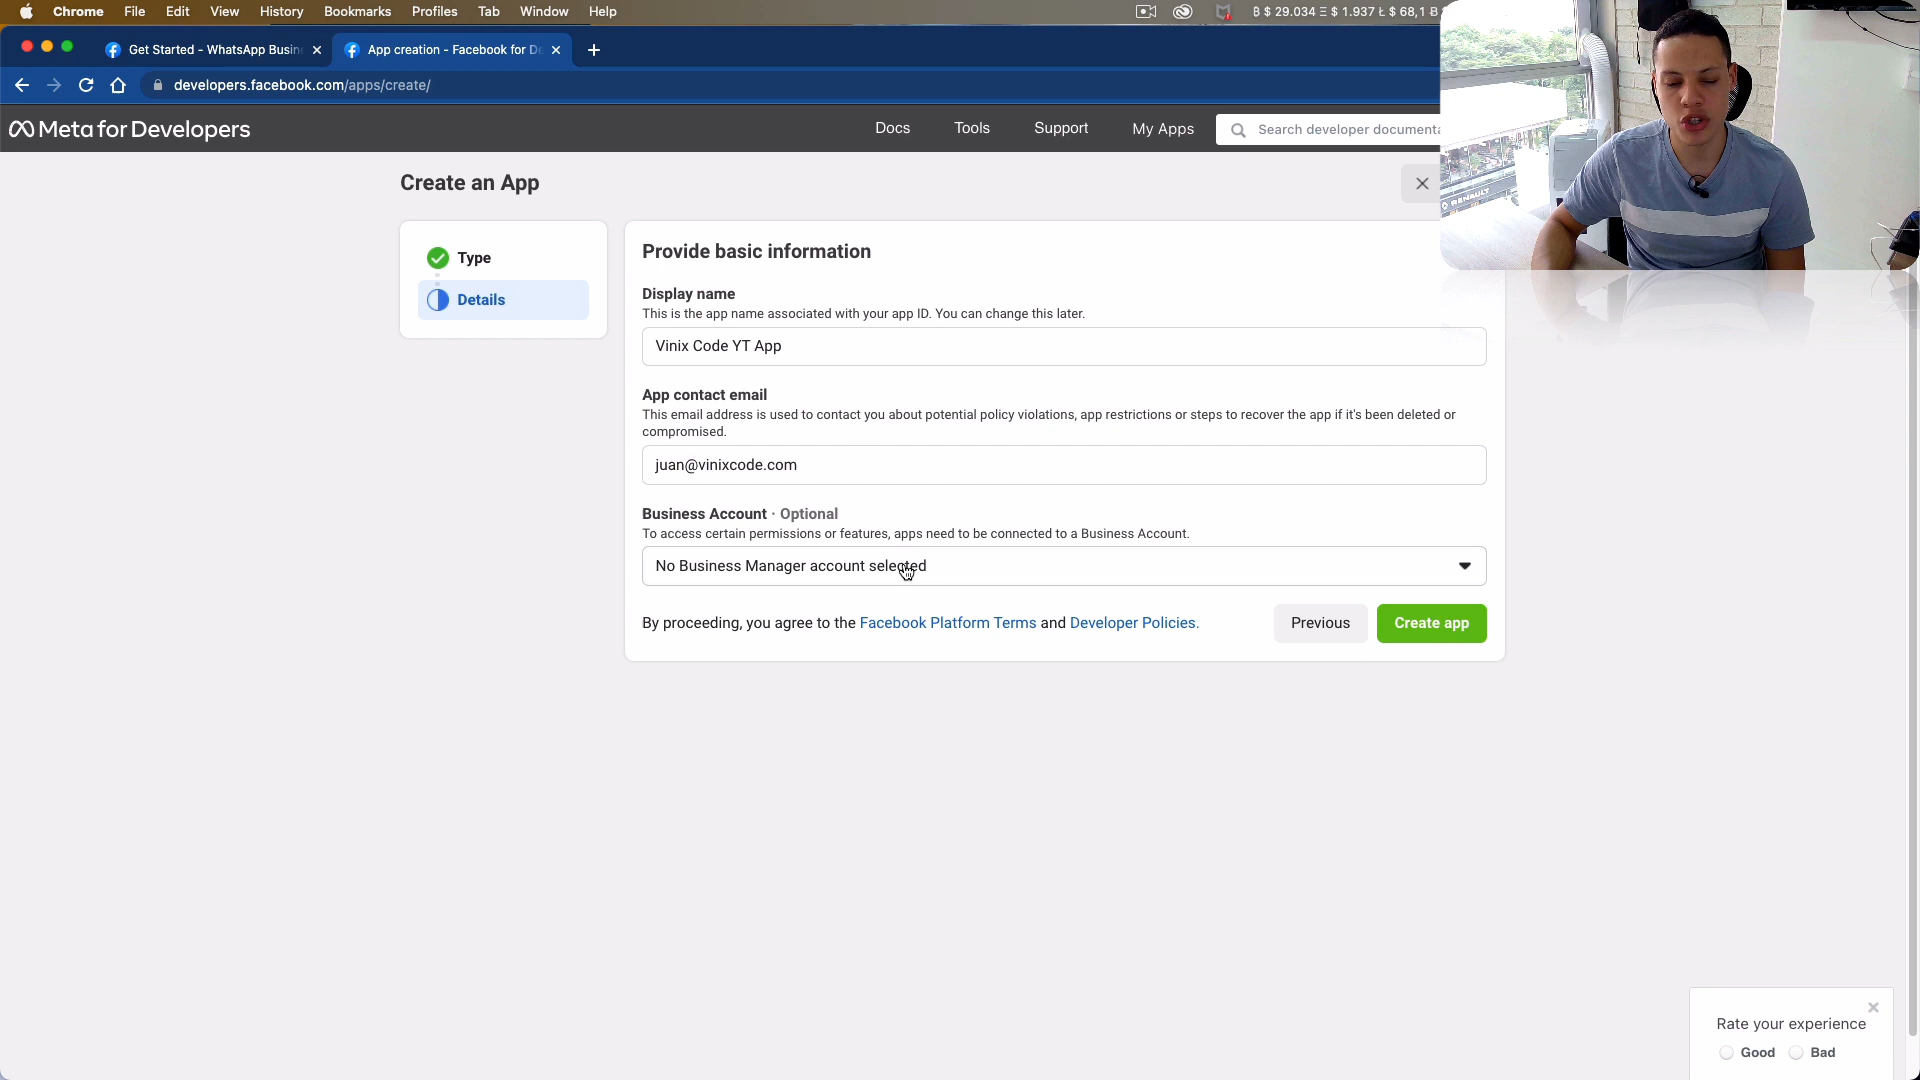 Chrome File Edit View History Bookmarks Profiles Tab Window Help
฿ $ 29.034 Ξ $ 1.937 Ł $ 68,1
Get Started - WhatsApp Busin
App creation - Facebook for De
developers.facebook.com/apps/create/
Meta for Developers
Docs Tools Support My Apps
Search developer documenta
Create an App
Type
Details
Provide basic information
Display name
This is the app name associated with your app ID. You can change this later.
Vinix Code YT App
App contact email
This email address is used to contact you about potential policy violations, app restrictions or steps to recover the app if it's been deleted or
compromised.
juan@vinixcode.com
Business Account · Optional
To access certain permissions or features, apps need to be connected to a Business Account.
No Business Manager account selected
By proceeding, you agree to the Facebook Platform Terms and Developer Policies.
Previous
Create app
RENAULT
Rate your experience
Good Bad